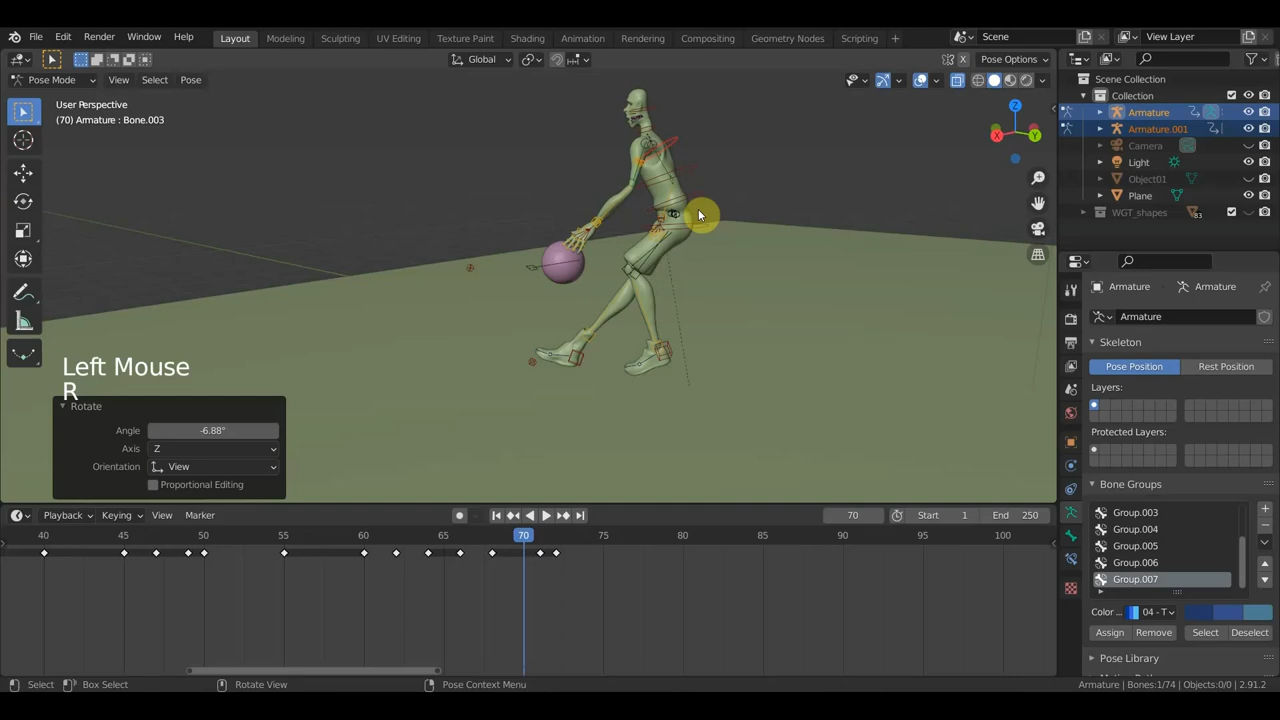 File Edit Render Window Help Layout Modeling Sculpting UV Editing Texture Paint Shading Animation Rendering Compositing Geometry Nodes Scripting + Scene View Layer
Global X Pose Options
Pose Mode View Select Pose
User Perspective
(70) Armature : Bone.003
Z
X Y
Left Mouse
R
Rotate
Angle -6.88°
Axis Z
Orientation View
Proportional Editing
Playback Keying View Marker 70 Start 1 End 250
40 45 50 55 60 65 70 75 80 85 90 95 100
Scene Collection
Collection
Armature
Armature.001
Camera
Light
Object01
Plane
WGT_shapes 83
Armature Armature
Armature
Skeleton
Pose Position Rest Position
Layers:
Protected Layers:
Bone Groups
Group.003
Group.004
Group.005
Group.006
Group.007
Color ... 04 - T
Assign Remove Select Deselect
Pose Library
Select Box Select Rotate View Pose Context Menu Armature | Bones:1/74 | Objects:0/0 | 2.91.2